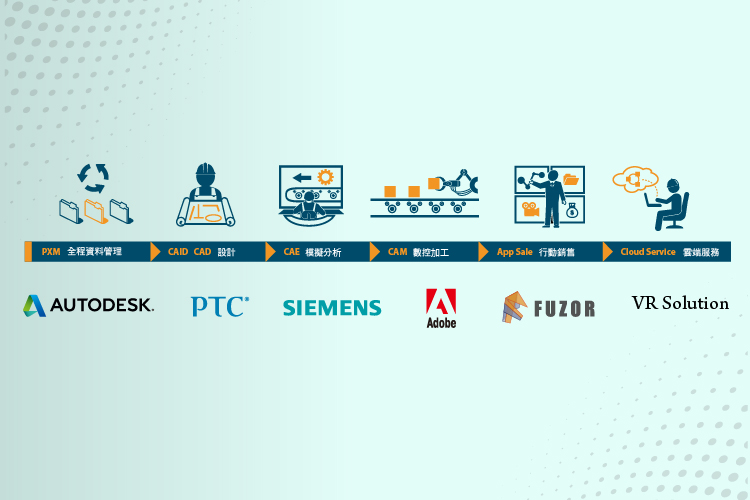 PXM 全程資料管理
CAID CAD 設計
CAE 模擬分析
CAM 數控加工
App Sale 行動銷售
Cloud Service 雲端服務
AUTODESK.
PTC®
SIEMENS
Adobe
FUZOR
VR Solution